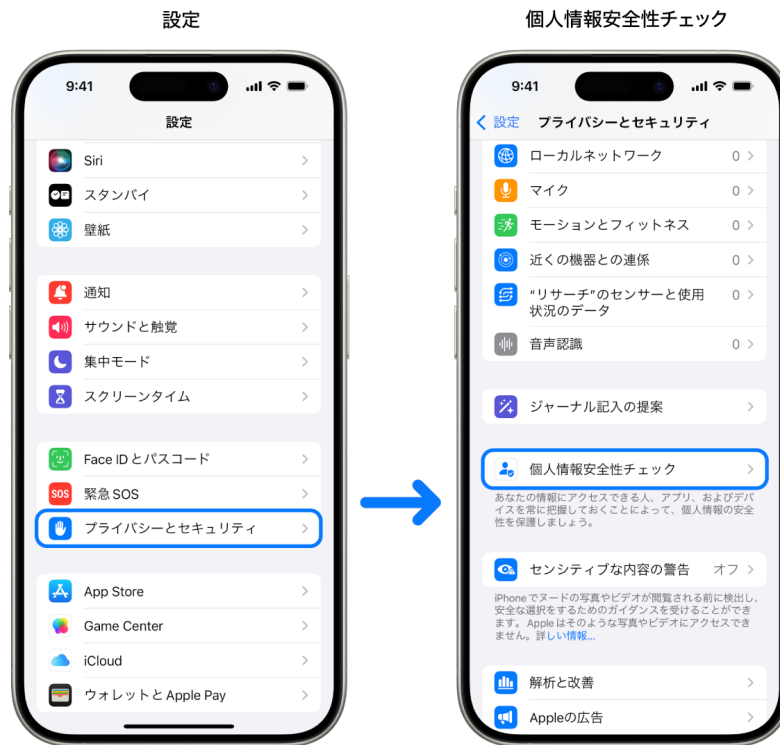 設定
9:41
設定
Siri
スタンバイ
壁紙
通知
サウンドと触覚
集中モード
スクリーンタイム
Face IDとパスコード
SOS 緊急SOS
プライバシーとセキュリティ
App Store
Game Center
iCloud
ウォレットとApple Pay
個人情報安全性チェック
9:41
設定 プライバシーとセキュリティ
ローカルネットワーク 0
マイク 0
モーションとフィットネス 0
近くの機器との連係 0
“リサーチ”のセンサーと使用 0
状況のデータ
音声認識 0
ジャーナル記入の提案
個人情報安全性チェック
あなたの情報にアクセスできる人、アプリ、およびデバ
イスを常に把握しておくことによって、個人情報の安全
性を保護しましょう。
センシティブな内容の警告 オフ
iPhoneでヌードの写真やビデオが閲覧される前に検出し、
安全な選択をするためのガイダンスを受けることができ
ます。Appleはそのような写真やビデオにアクセスでき
ません。詳しい情報...
解析と改善
Appleの広告